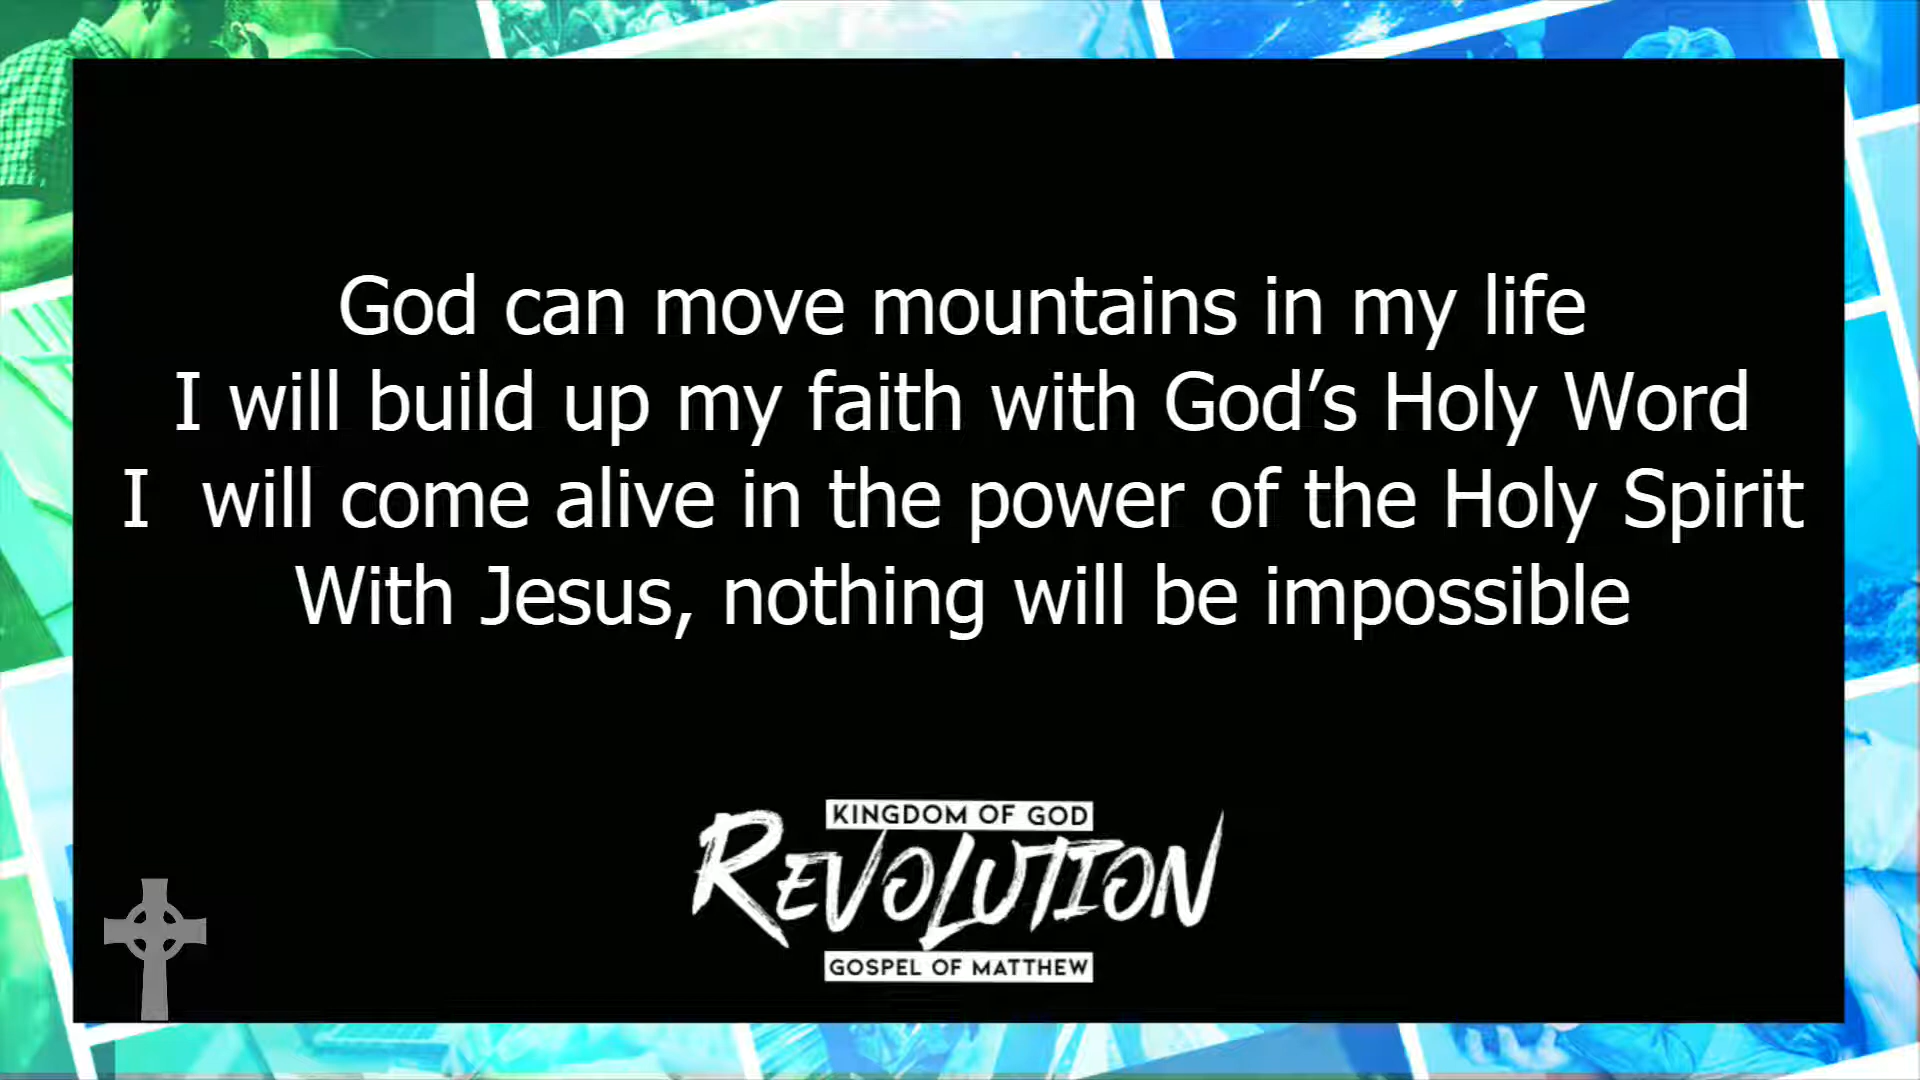 God can move mountains in my life
I will build up my faith with God’s Holy Word
I  will come alive in the power of the Holy Spirit
With Jesus, nothing will be impossible
KINGDOM OF GOD
REVOLUTION
GOSPEL OF MATTHEW